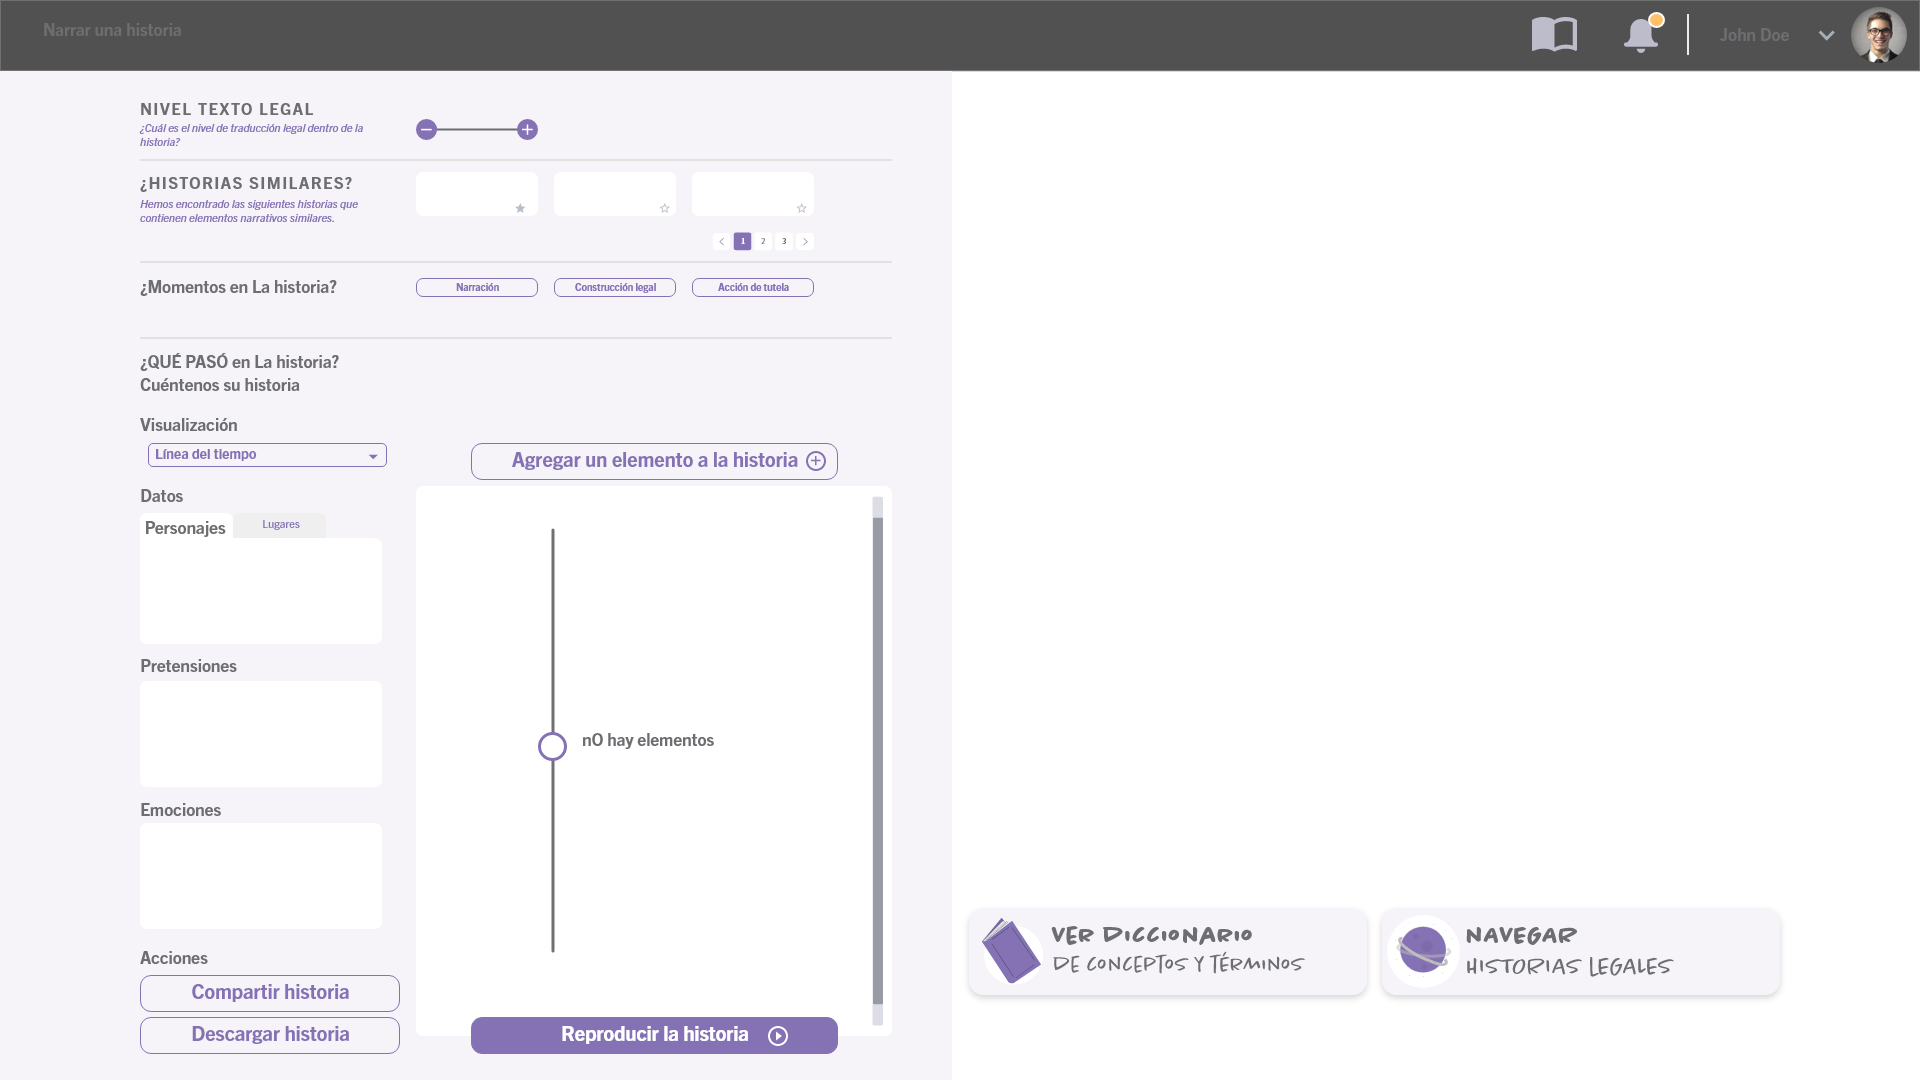 Narrar una historia
John Doe
NIVEL TEXTO LEGAL
¿Cuál es el nivel de traducción legal dentro de la
historia?
¿HISTORIAS SIMILARES?
Hemos encontrado las siguientes historias que
contienen elementos narrativos similares.
1 2 3
¿Momentos en La historia?
Narración
Construcción legal
Acción de tutela
¿QUÉ PASÓ en La historia?
Cuéntenos su historia
Visualización
Línea del tiempo
Agregar un elemento a la historia
Datos
Personajes
Lugares
Pretensiones
nO hay elementos
Emociones
Acciones
Compartir historia
Descargar historia
Reproducir la historia
VER DICCIONARIO
DE CONCEPTOS Y TÉRMINOS
NAVEGAR
HISTORIAS LEGALES